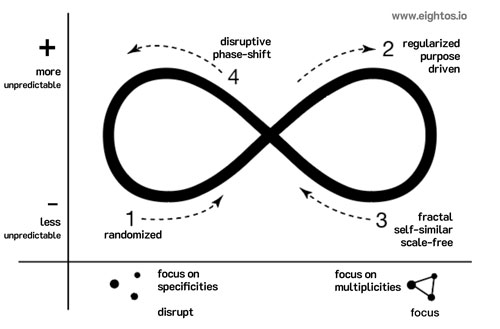 www.eightos.io
+
more
unpredictable
disruptive
phase-shift
4
2
regularized
purpose
driven
–
less
unpredictable
1
randomized
3
fractal
self-similar
scale-free
focus on
specificities
disrupt
focus on
multiplicities
focus